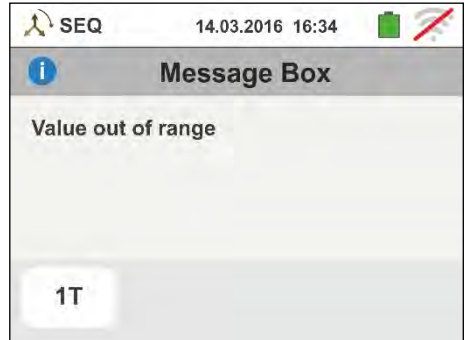 SEQ 14.03.2016 16:34
Message Box
Value out of range
1T